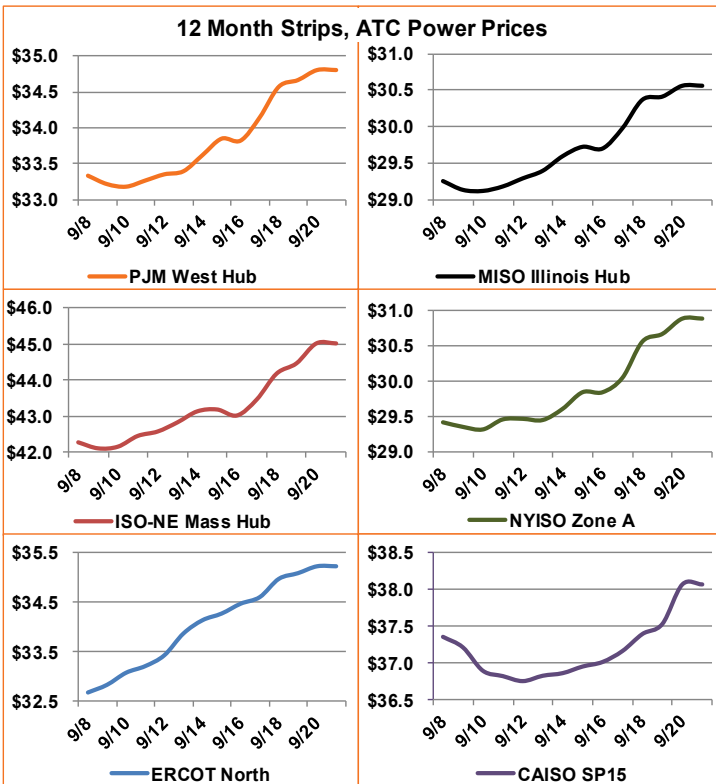 12 Month Strips, ATC Power Prices
$35.0
$34.5
$34.0
$33.5
$33.0
9/8 9/10 9/12 9/14 9/16 9/18 9/20
PJM West Hub
$31.0
$30.5
$30.0
$29.5
$29.0
9/8 9/10 9/12 9/14 9/16 9/18 9/20
MISO Illinois Hub
$46.0
$45.0
$44.0
$43.0
$42.0
9/8 9/10 9/12 9/14 9/16 9/18 9/20
ISO-NE Mass Hub
$31.0
$30.5
$30.0
$29.5
$29.0
9/8 9/10 9/12 9/14 9/16 9/18 9/20
NYISO Zone A
$35.5
$34.5
$33.5
$32.5
9/8 9/10 9/12 9/14 9/16 9/18 9/20
ERCOT North
$38.5
$38.0
$37.5
$37.0
$36.5
9/8 9/10 9/12 9/14 9/16 9/18 9/20
CAISO SP15